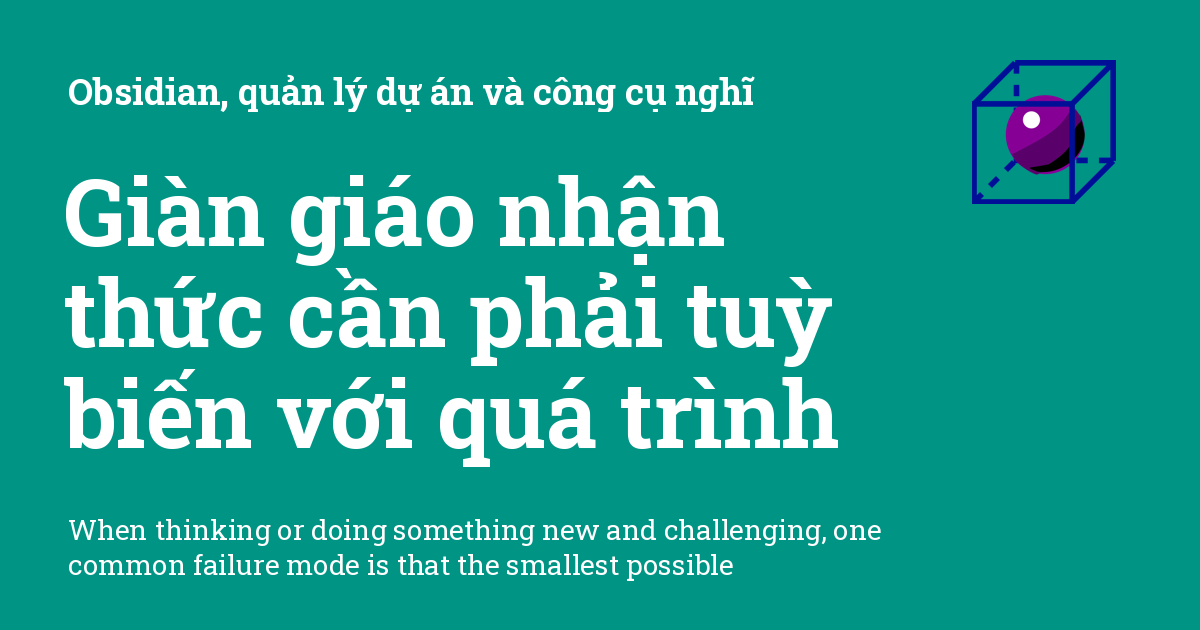 Obsidian, quản lý dự án và công cụ nghĩ
Giàn giáo nhận
thức cần phải tuỳ
biến với quá trình
When thinking or doing something new and challenging, one
common failure mode is that the smallest possible